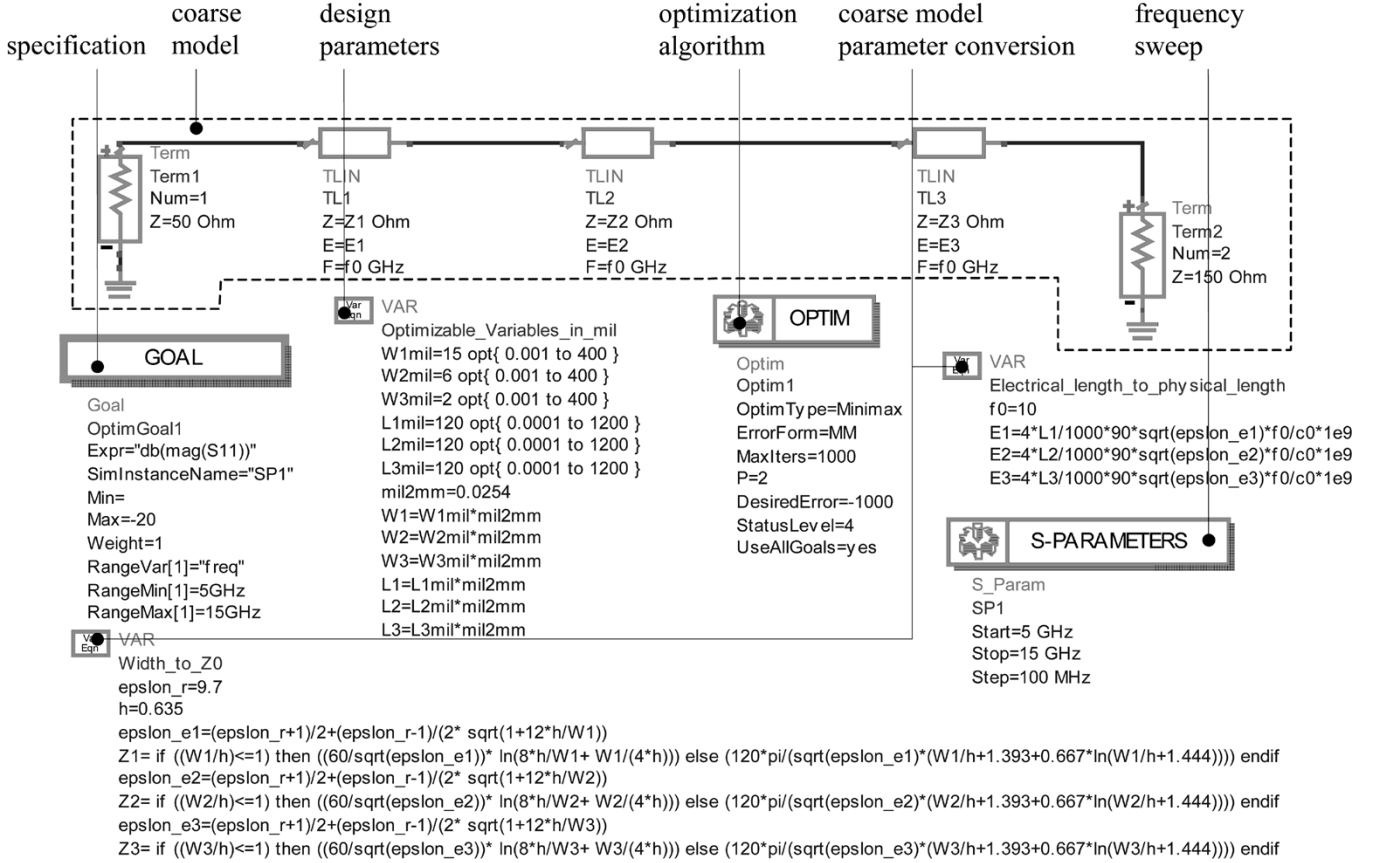 specification
coarse
model
design
parameters
optimization
algorithm
coarse model
parameter conversion
frequency
sweep
Term
Term1
Num=1
Z=50 Ohm
TLIN
TL1
Z=Z1 Ohm
E=E1
F=f0 GHz
TLIN
TL2
Z=Z2 Ohm
E=E2
F=f0 GHz
TLIN
TL3
Z=Z3 Ohm
E=E3
F=f0 GHz
Term
Term2
Num=2
Z=150 Ohm
GOAL
Goal
OptimGoal1
Expr="db(mag(S11))"
SimInstanceName="SP1"
Min=
Max=-20
Weight=1
RangeVar[1]="freq"
RangeMin[1]=5GHz
RangeMax[1]=15GHz
Var
Eqn
VAR
Optimizable_Variables_in_mil
W1mil=15 opt{ 0.001 to 400 }
W2mil=6 opt{ 0.001 to 400 }
W3mil=2 opt{ 0.001 to 400 }
L1mil=120 opt{ 0.0001 to 1200 }
L2mil=120 opt{ 0.0001 to 1200 }
L3mil=120 opt{ 0.0001 to 1200 }
mil2mm=0.0254
W1=W1mil*mil2mm
W2=W2mil*mil2mm
W3=W3mil*mil2mm
L1=L1mil*mil2mm
L2=L2mil*mil2mm
L3=L3mil*mil2mm
OPTIM
Optim
Optim1
OptimType=Minimax
ErrorForm=MM
MaxIters=1000
P=2
DesiredError=-1000
StatusLevel=4
UseAllGoals=yes
Var
Eqn
VAR
Electrical_length_to_physical_length
f0=10
E1=4*L1/1000*90*sqrt(epslon_e1)*f0/c0*1e9
E2=4*L2/1000*90*sqrt(epslon_e2)*f0/c0*1e9
E3=4*L3/1000*90*sqrt(epslon_e3)*f0/c0*1e9
S-PARAMETERS
S_Param
SP1
Start=5 GHz
Stop=15 GHz
Step=100 MHz
Var
Eqn
VAR
Width_to_Z0
epslon_r=9.7
h=0.635
epslon_e1=(epslon_r+1)/2+(epslon_r-1)/(2* sqrt(1+12*h/W1))
Z1= if ((W1/h)<=1) then ((60/sqrt(epslon_e1))* ln(8*h/W1+ W1/(4*h))) else (120*pi/(sqrt(epslon_e1)*(W1/h+1.393+0.667*ln(W1/h+1.444)))) endif
epslon_e2=(epslon_r+1)/2+(epslon_r-1)/(2* sqrt(1+12*h/W2))
Z2= if ((W2/h)<=1) then ((60/sqrt(epslon_e2))* ln(8*h/W2+ W2/(4*h))) else (120*pi/(sqrt(epslon_e2)*(W2/h+1.393+0.667*ln(W2/h+1.444)))) endif
epslon_e3=(epslon_r+1)/2+(epslon_r-1)/(2* sqrt(1+12*h/W3))
Z3= if ((W3/h)<=1) then ((60/sqrt(epslon_e3))* ln(8*h/W3+ W3/(4*h))) else (120*pi/(sqrt(epslon_e3)*(W3/h+1.393+0.667*ln(W3/h+1.444)))) endif